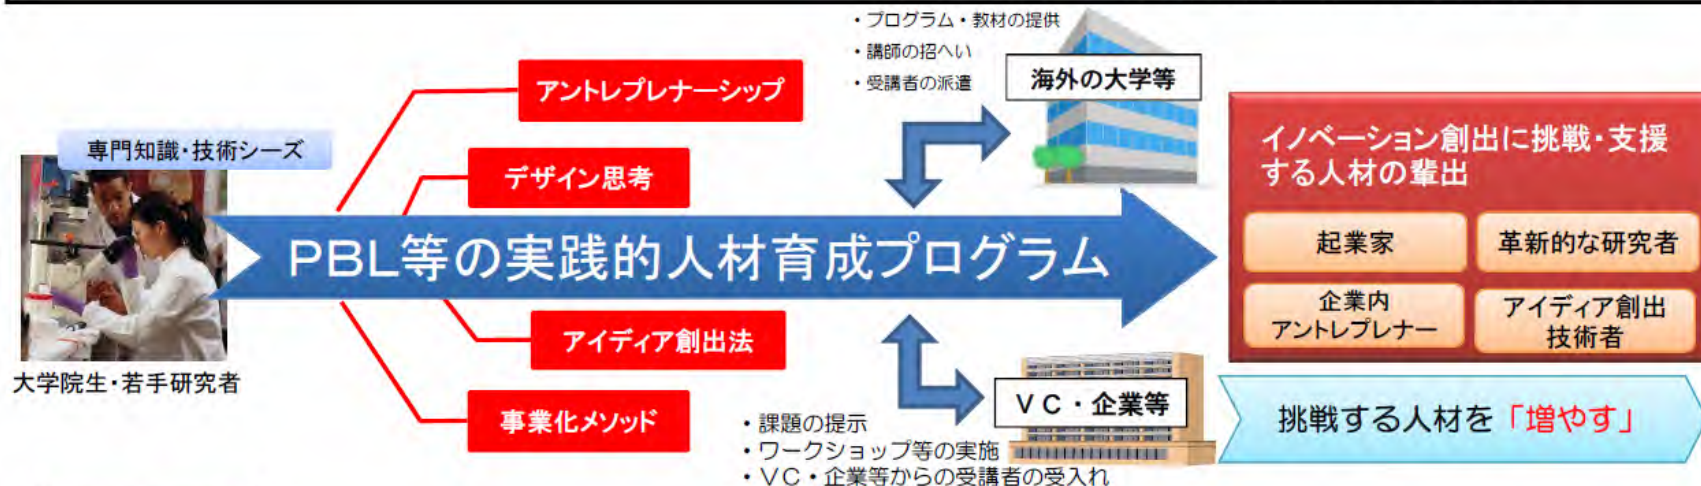 ・プログラム・教材の提供
・講師の招へい
・受講者の派遣
海外の大学等
アントレプレナーシップ
専門知識・技術シーズ
デザイン思考
PBL等の実践的人材育成プログラム
アイディア創出法
事業化メソッド
大学院生・若手研究者
VC・企業等
・課題の提示
・ワークショップ等の実施
・VC・企業等からの受講者の受入れ
イノベーション創出に挑戦・支援
する人材の輩出
起業家
革新的な研究者
企業内
アントレプレナー
アイディア創出
技術者
挑戦する人材を「増やす」